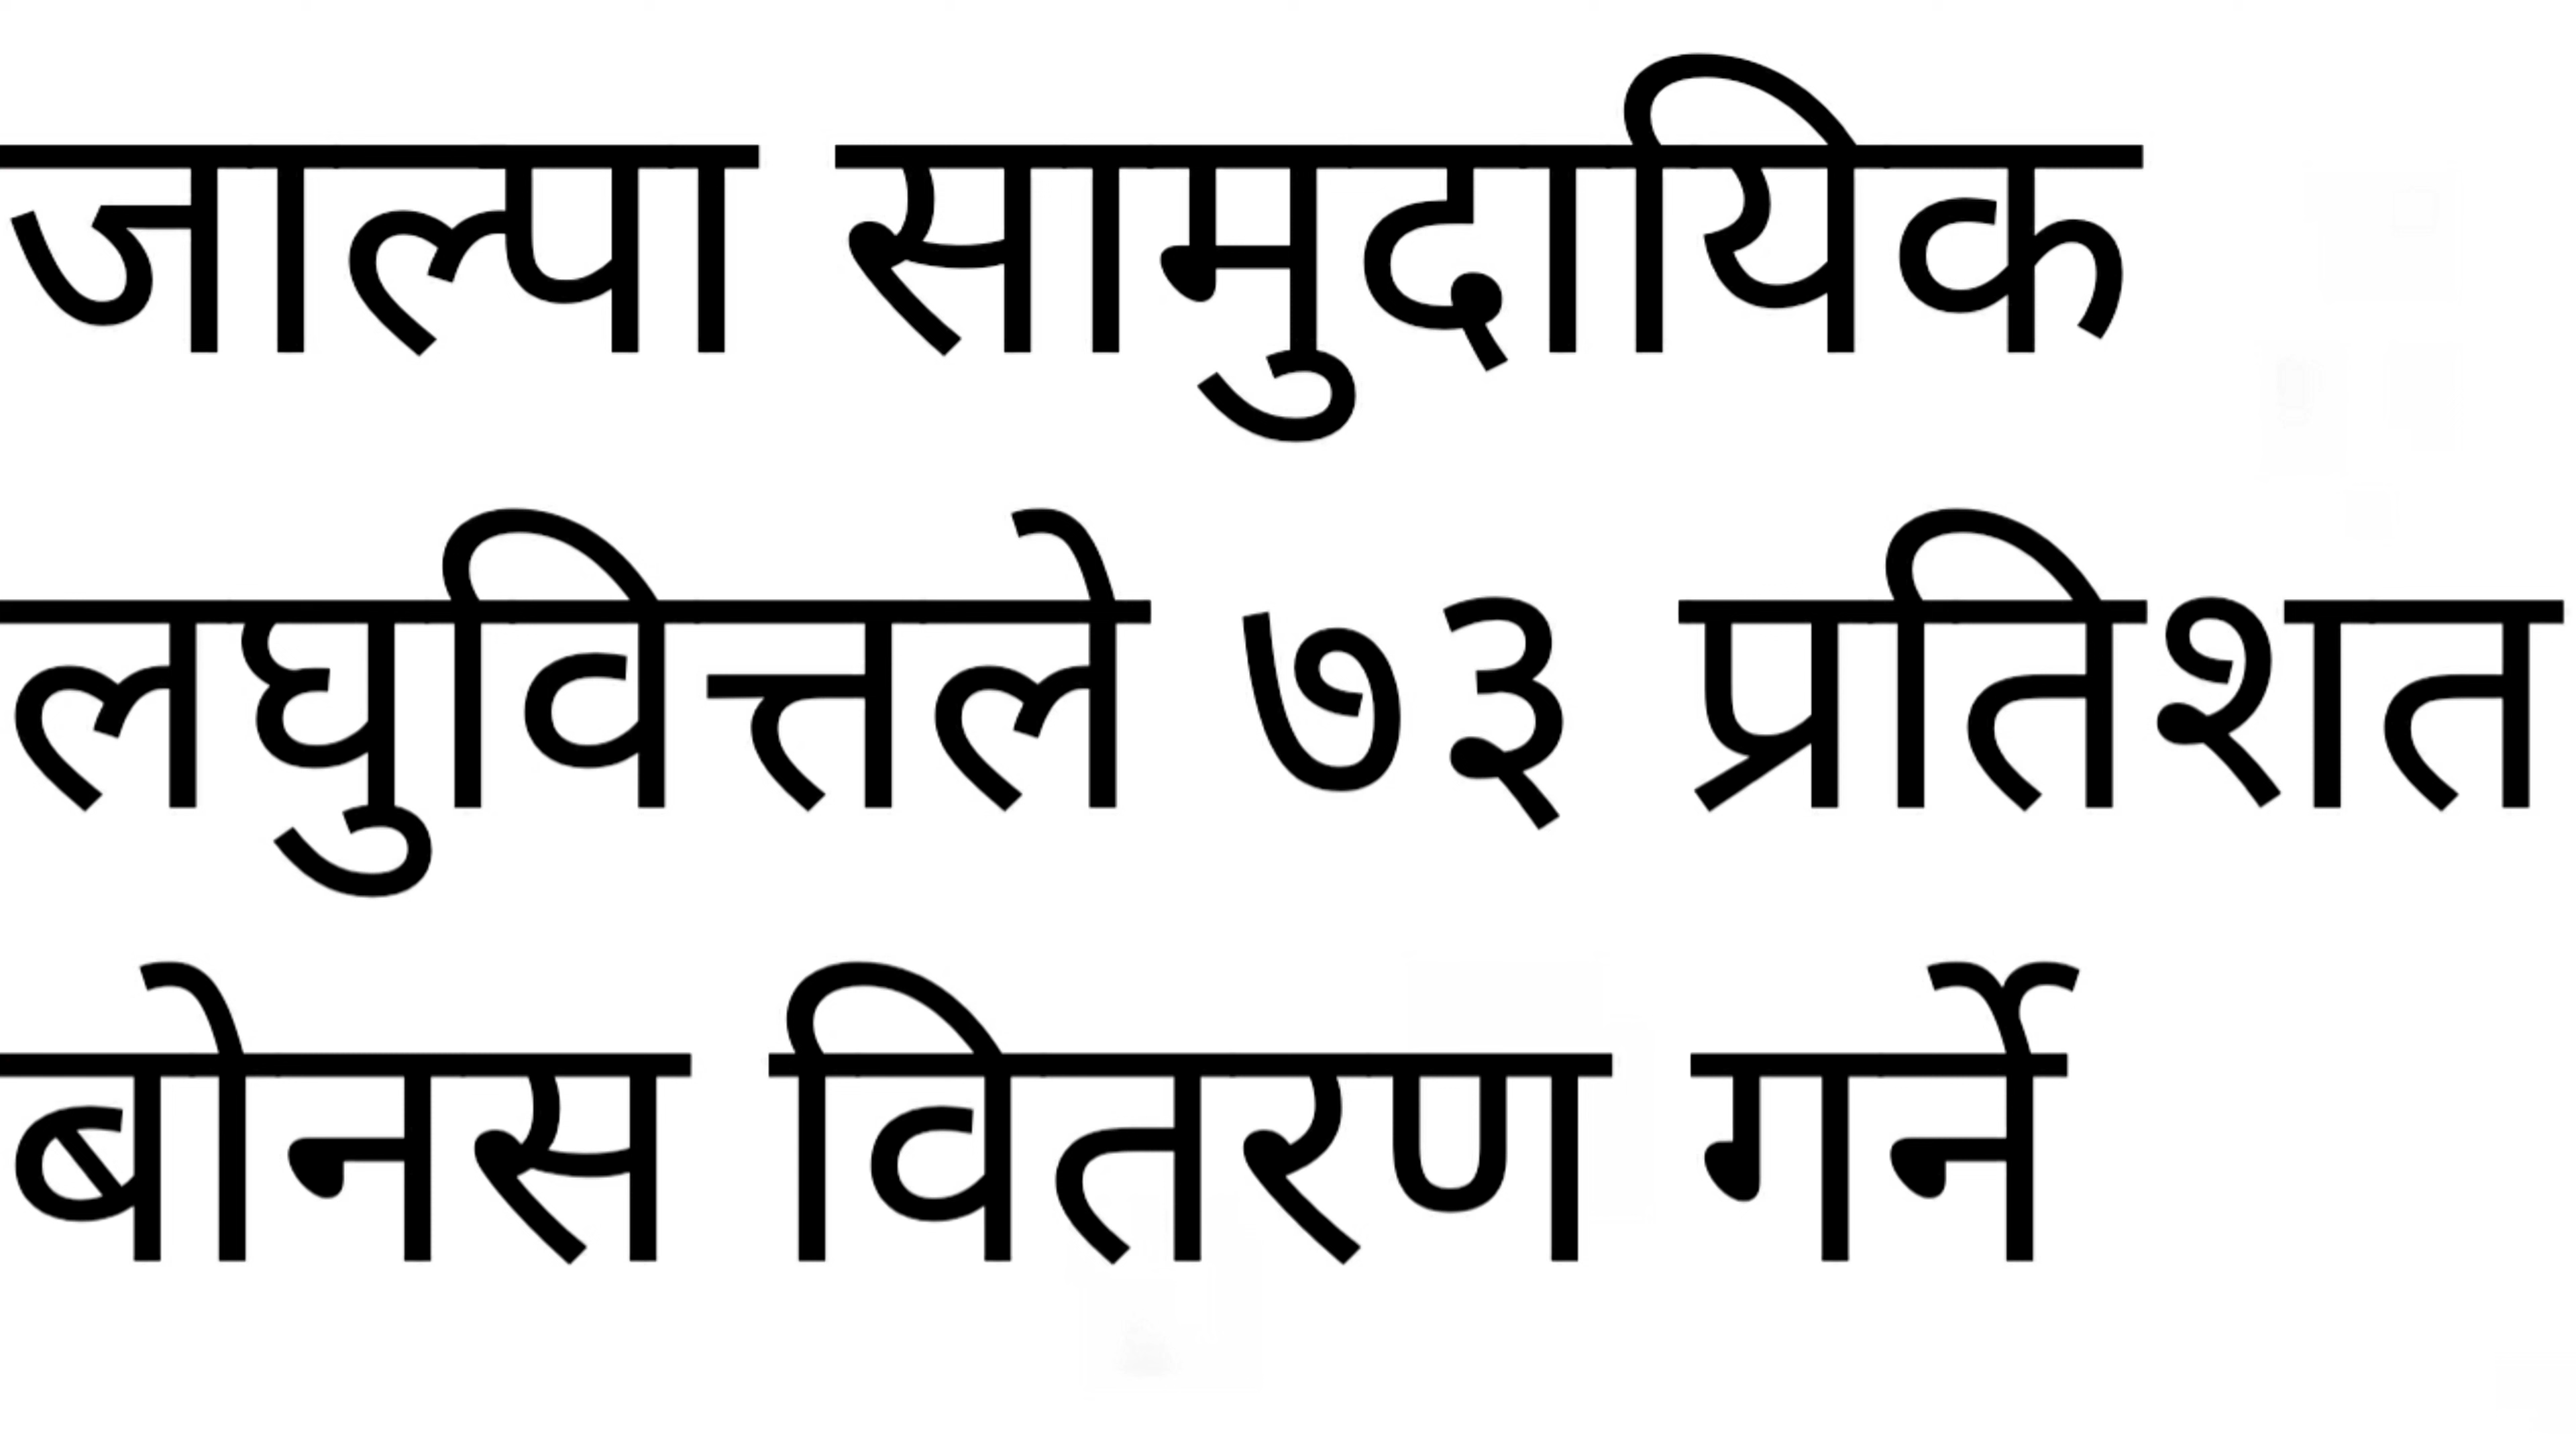 जाल्पा सामुदायिक
लघुवित्तले ७३ प्रतिशत
बोनस वितरण गर्ने